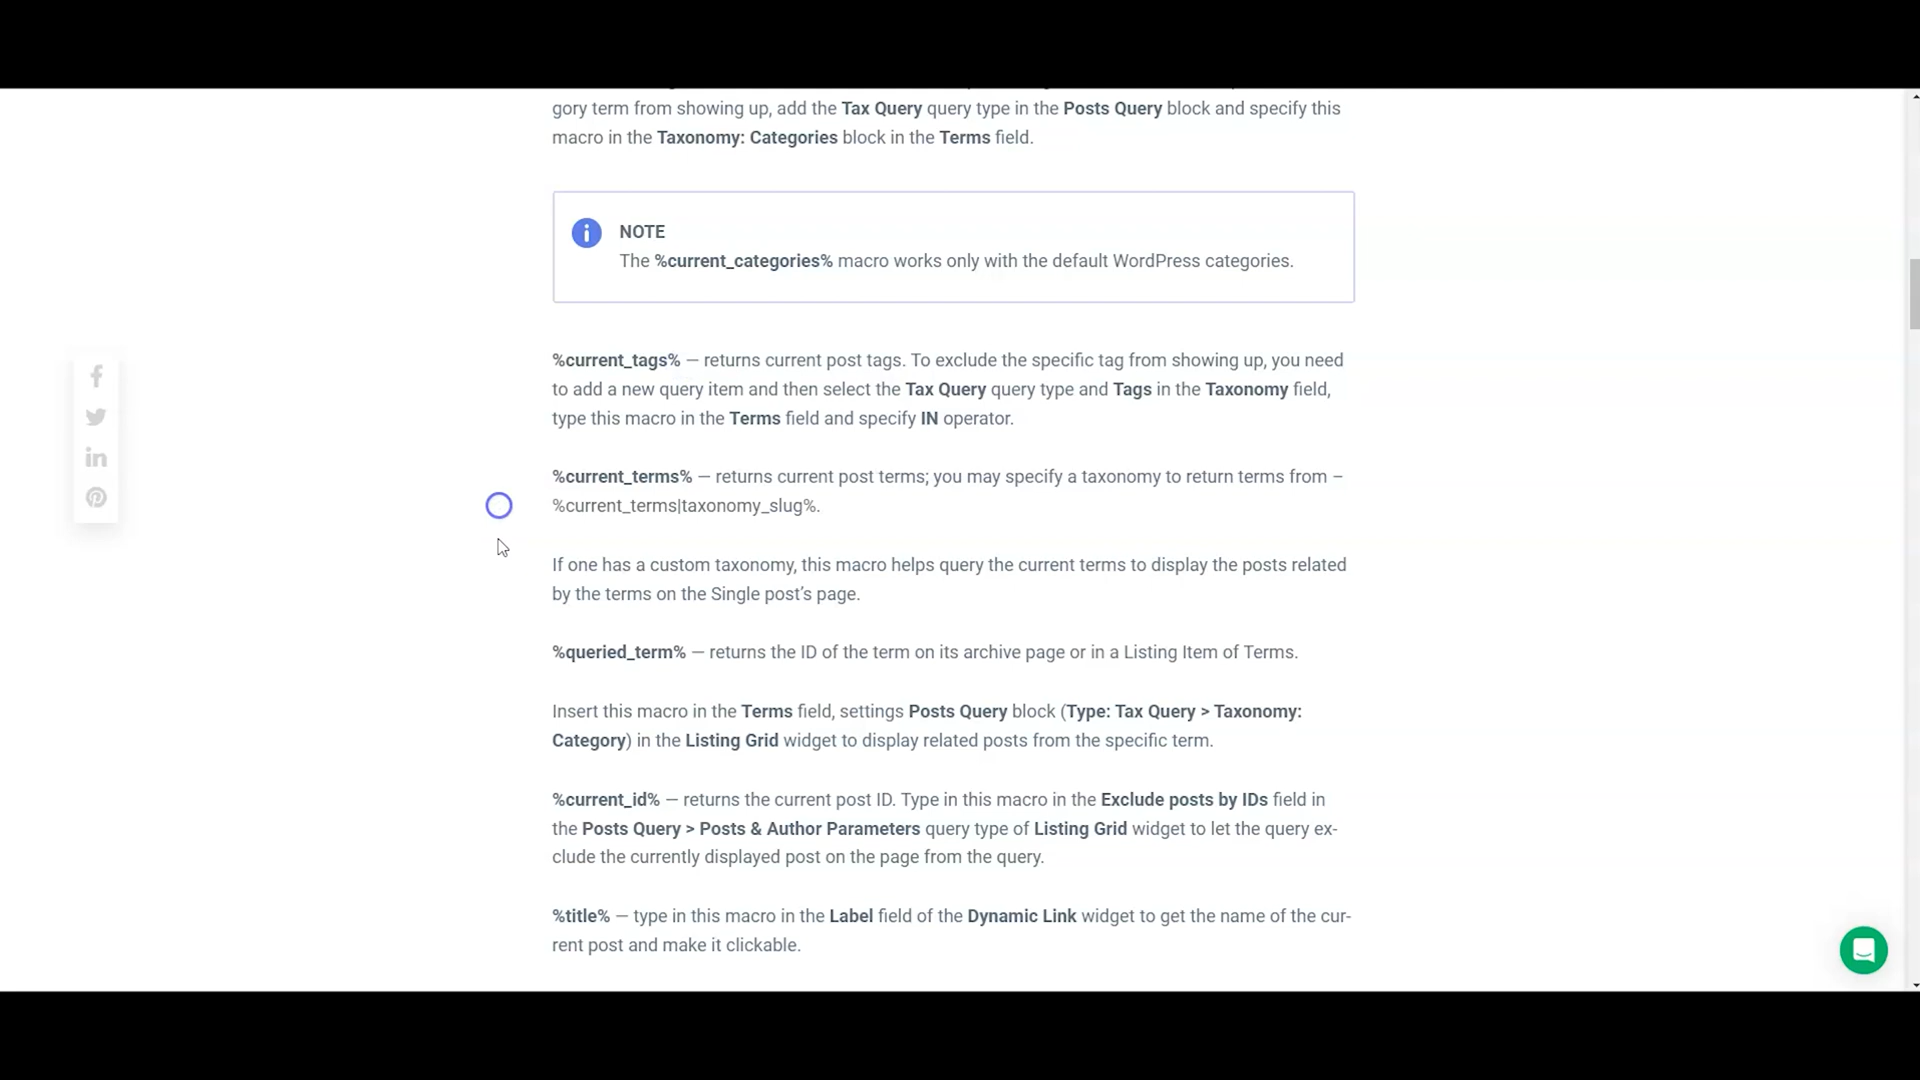 gory term from showing up, add the Tax Query query type in the Posts Query block and specify this
macro in the Taxonomy: Categories block in the Terms field.
NOTE
The %current_categories% macro works only with the default WordPress categories.
%current_tags% — returns current post tags. To exclude the specific tag from showing up, you need
to add a new query item and then select the Tax Query query type and Tags in the Taxonomy field,
type this macro in the Terms field and specify IN operator.
%current_terms% — returns current post terms; you may specify a taxonomy to return terms from –
%current_terms|taxonomy_slug%.
If one has a custom taxonomy, this macro helps query the current terms to display the posts related
by the terms on the Single post’s page.
%queried_term% — returns the ID of the term on its archive page or in a Listing Item of Terms.
Insert this macro in the Terms field, settings Posts Query block (Type: Tax Query > Taxonomy:
Category) in the Listing Grid widget to display related posts from the specific term.
%current_id% — returns the current post ID. Type in this macro in the Exclude posts by IDs field in
the Posts Query > Posts & Author Parameters query type of Listing Grid widget to let the query ex-
clude the currently displayed post on the page from the query.
%title% — type in this macro in the Label field of the Dynamic Link widget to get the name of the cur-
rent post and make it clickable.